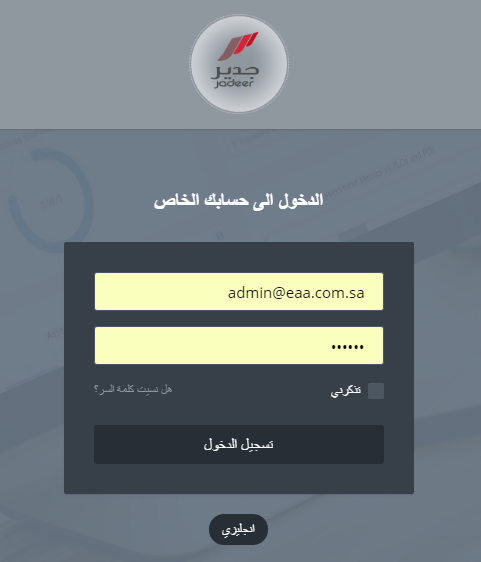 جدير
Jadeer
الدخول الى حسابك الخاص
admin@eaa.com.sa
••••••
تذكرني
هل نسيت كلمة السر؟
تسجيل الدخول
انجليزي